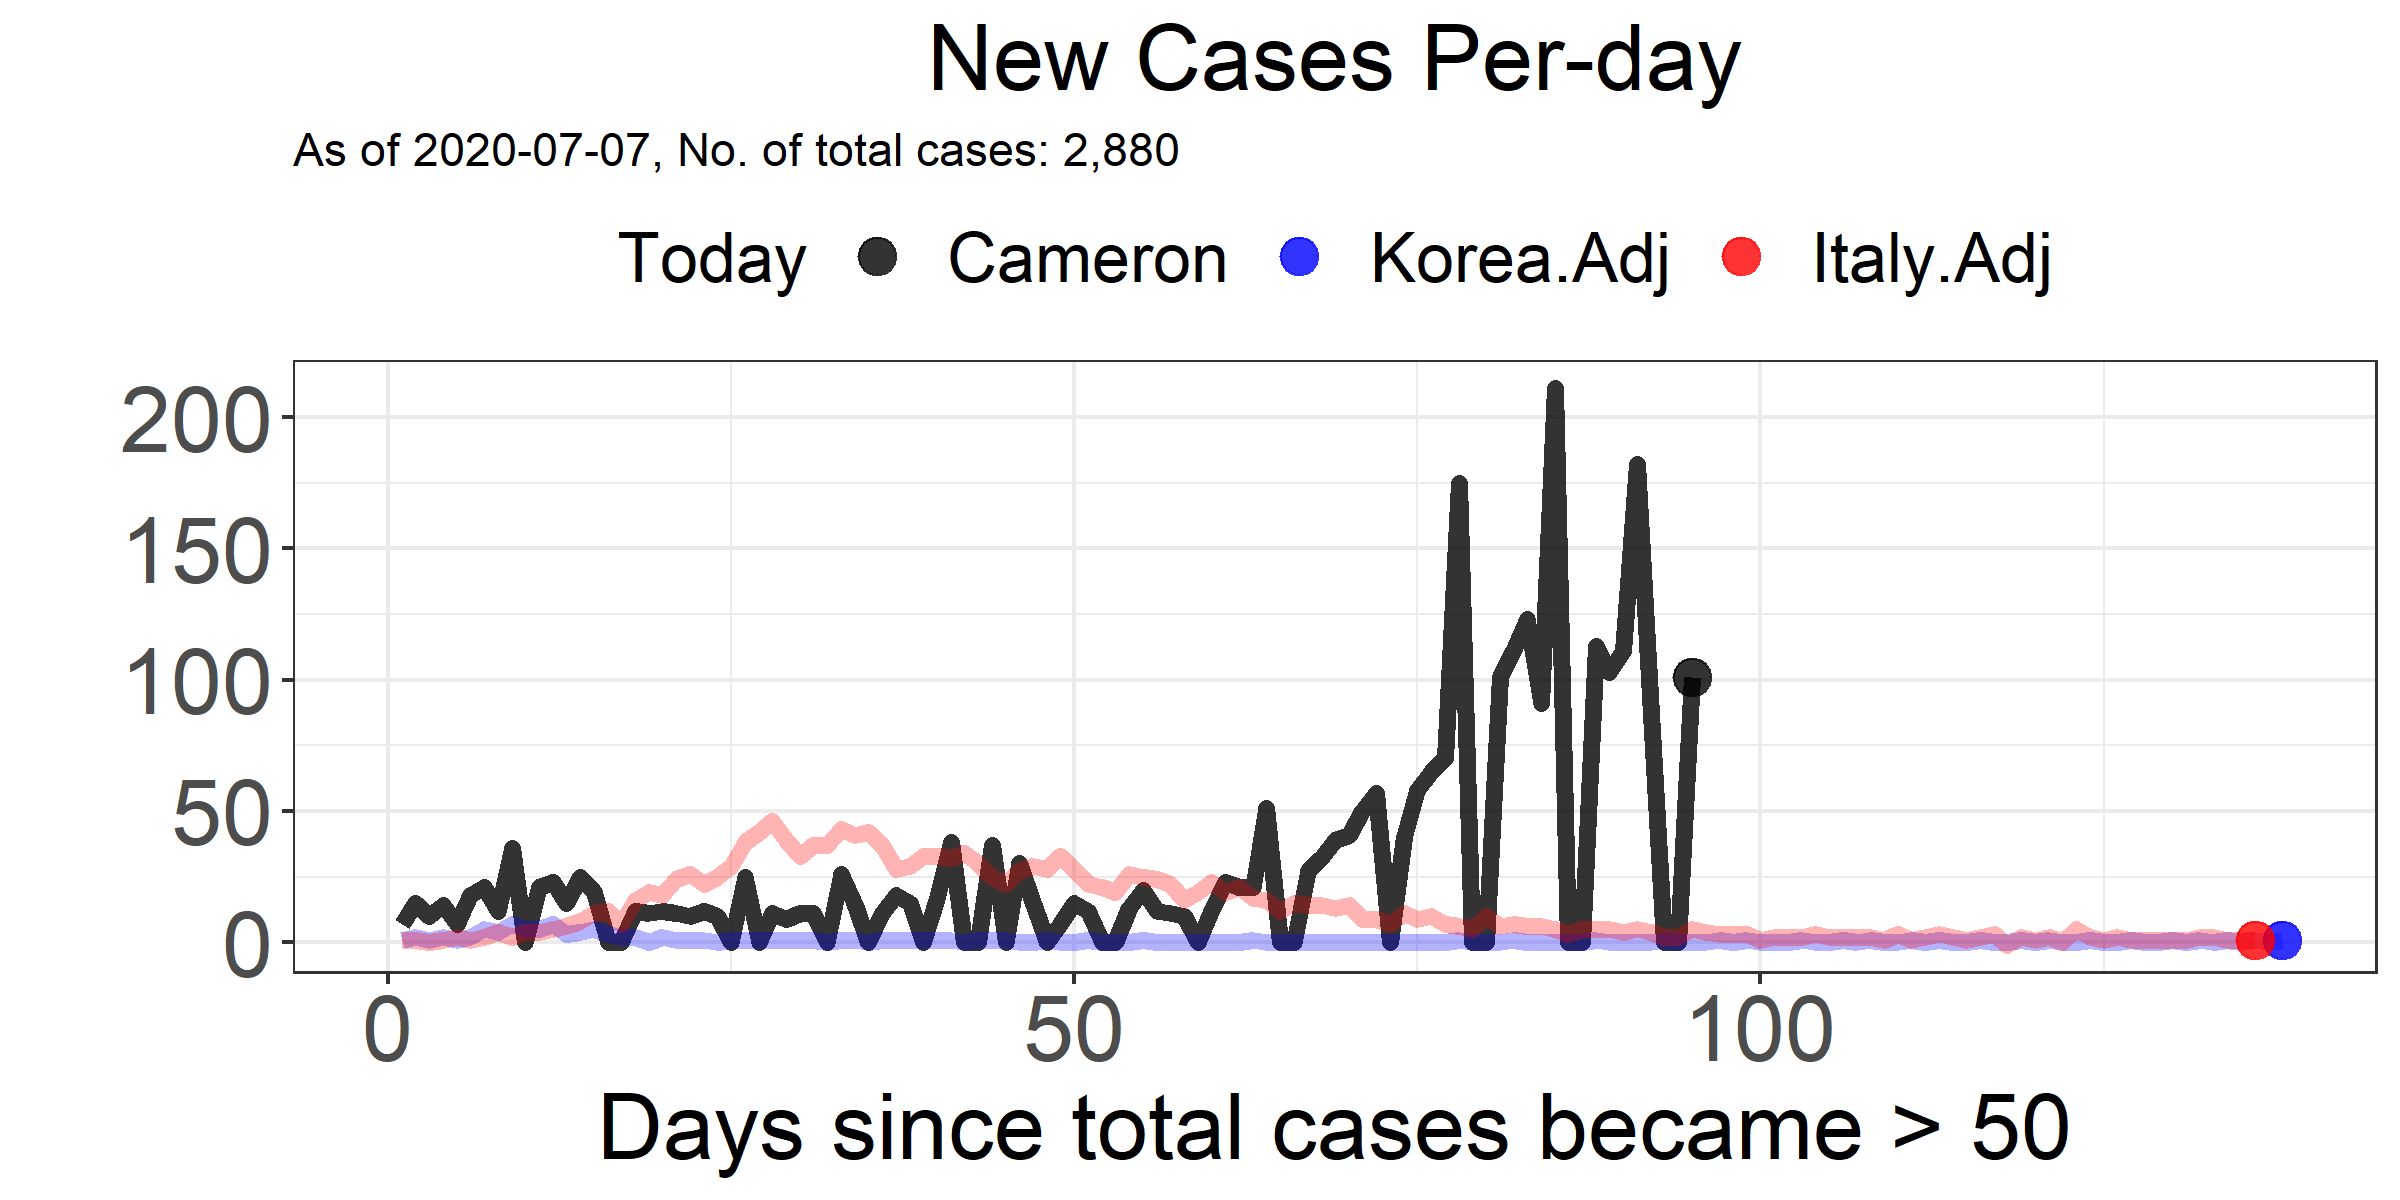 New Cases Per-day
As of 2020-07-07, No. of total cases: 2,880
Today Cameron Korea.Adj Italy.Adj
200
150
100
50
0
0 50 100
Days since total cases became > 50